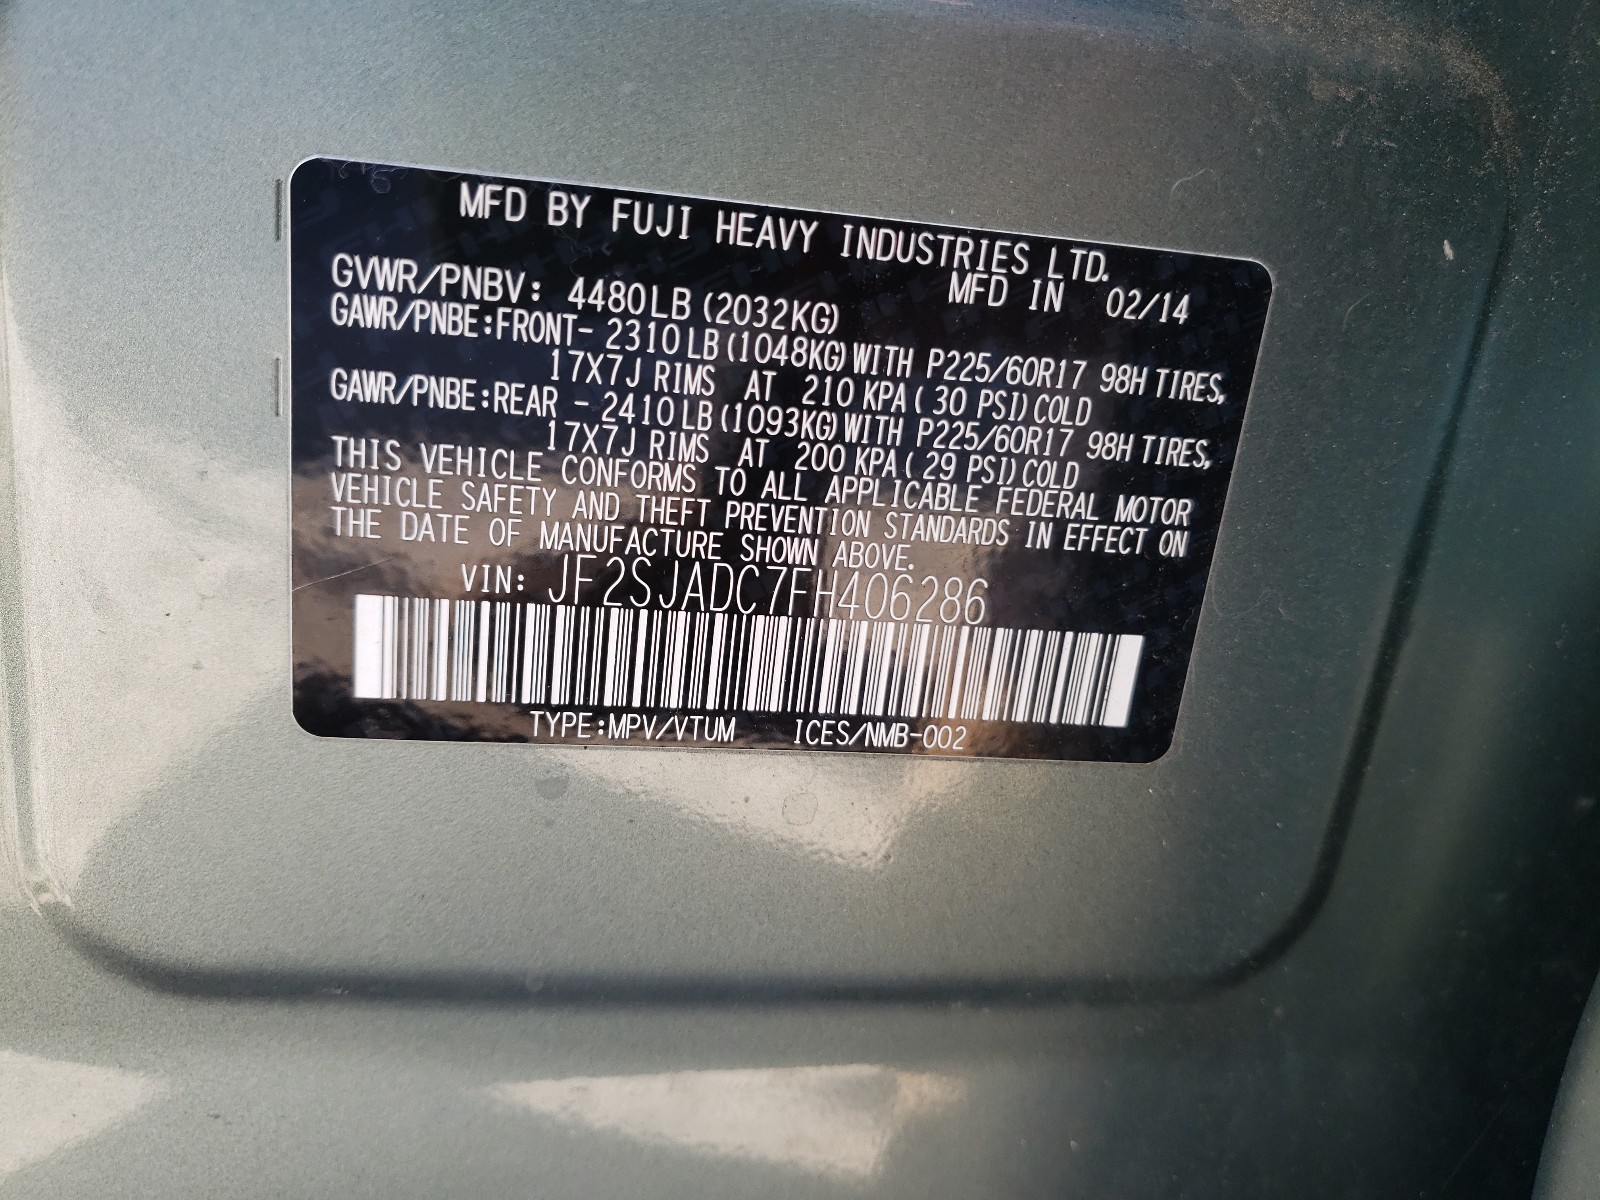 MFD BY FUJI HEAVY INDUSTRIES LTD.
MFD IN 02/14
GVWR/PNBV: 4480LB (2032KG)
GAWR/PNBE:FRONT- 2310LB (1048KG) WITH P225/60R17 98H TIRES,
17X7J RIMS AT 210 KPA ( 30 PSI) COLD
GAWR/PNBE:REAR - 2410LB (1093KG) WITH P225/60R17 98H TIRES,
17X7J RIMS AT 200 KPA ( 29 PSI) COLD
THIS VEHICLE CONFORMS TO ALL APPLICABLE FEDERAL MOTOR
VEHICLE SAFETY AND THEFT PREVENTION STANDARDS IN EFFECT ON
THE DATE OF MANUFACTURE SHOWN ABOVE.
VIN: JF2SJADC7FH406286
TYPE:MPV/VTUM ICES/NMB-002